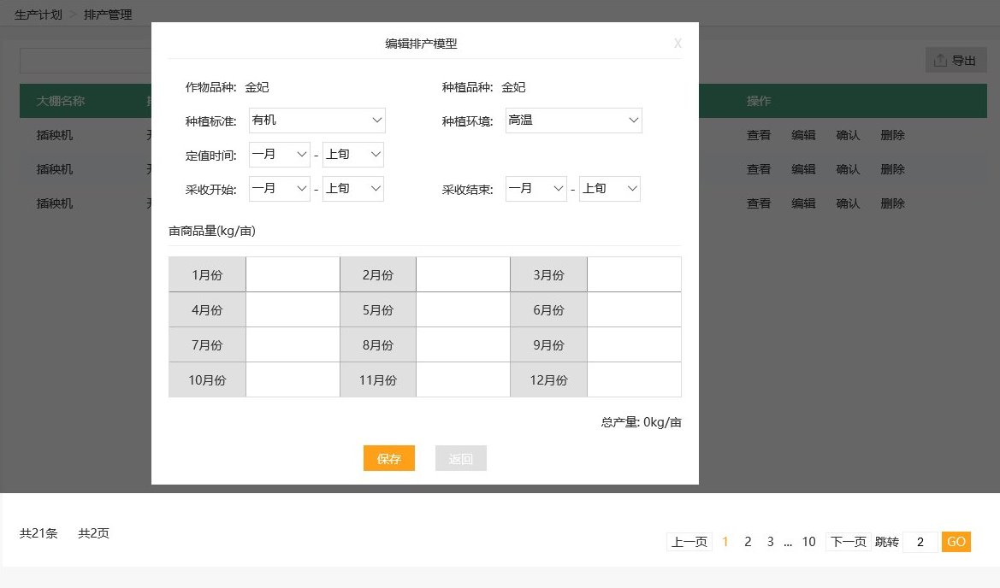 生产计划 > 排产管理
编辑排产模型 X
导出
作物品种: 金妃 种植品种: 金妃
大棚名称 操作
种植标准: 有机 种植环境: 高温
插秧机 查看 编辑 确认 删除
定值时间: 一月 - 上旬
插秧机 查看 编辑 确认 删除
采收开始: 一月 - 上旬 采收结束: 一月 - 上旬
插秧机 查看 编辑 确认 删除
亩商品量(kg/亩)
1月份 2月份 3月份
4月份 5月份 6月份
7月份 8月份 9月份
10月份 11月份 12月份
总产量: 0kg/亩
保存 返回
共21条 共2页
上一页 1 2 3 ... 10 下一页 跳转 2 GO